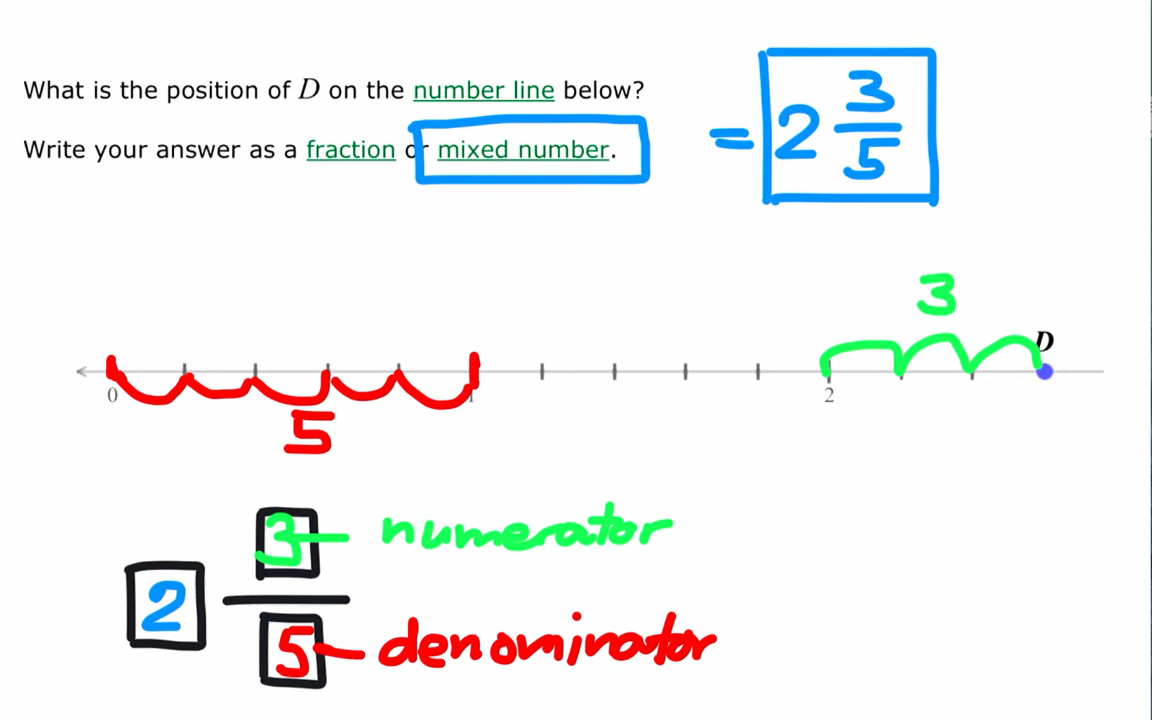 What is the position of D on the number line below?
Write your answer as a fraction or mixed number.
= 2 3/5
3
D
0 1 2
5
3 numerator
2
5 denominator